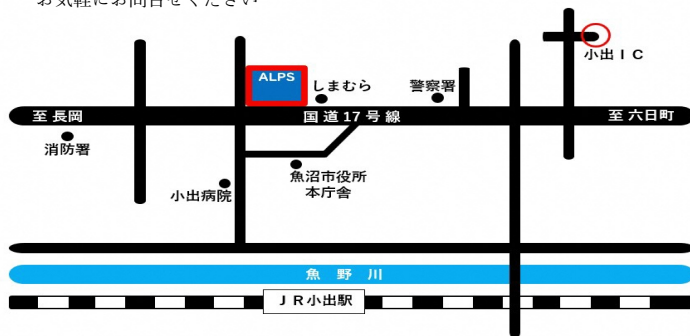 お気軽にお問合せください
小出ＩＣ
ALPS
しまむら
警察署
至 長岡
国 道 17 号 線
至 六日町
消防署
魚沼市役所
本庁舎
小出病院
魚 野 川
ＪＲ小出駅